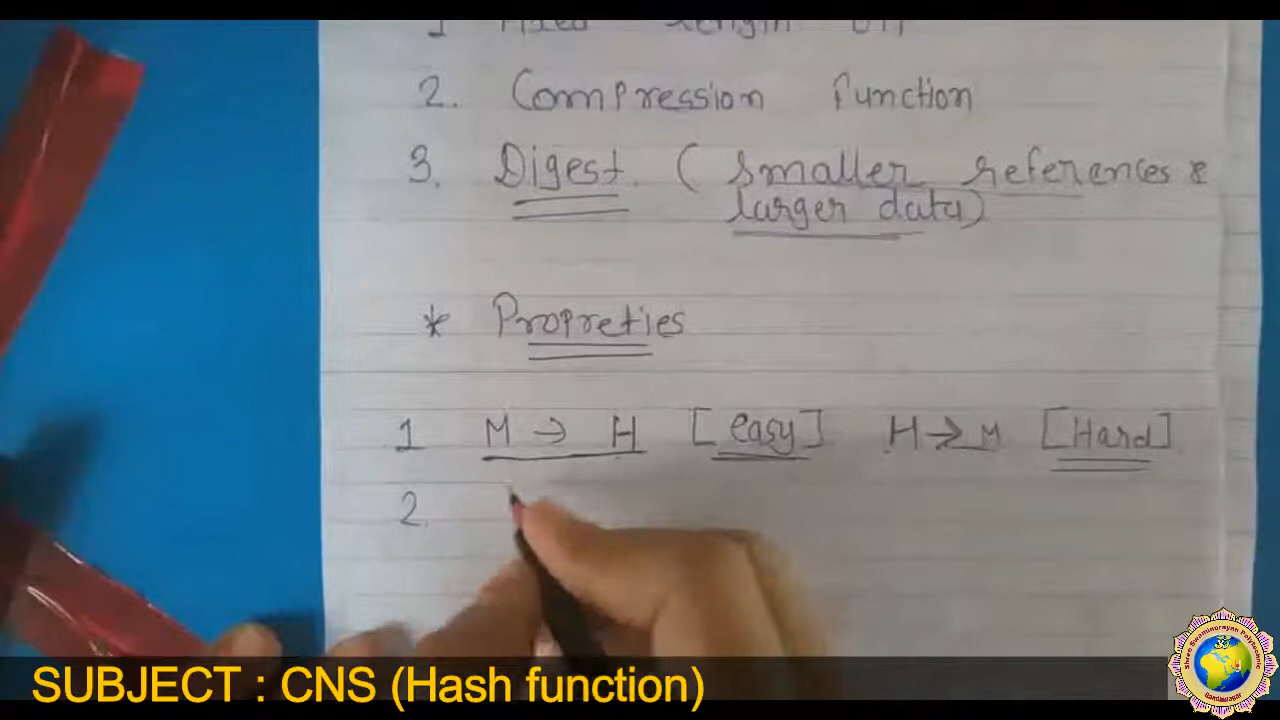 2. Compression function
3. Digest. (smaller references &
larger data)
* Propreties
1 M → H [easy] H → M [Hard]
2.
SUBJECT : CNS (Hash function)